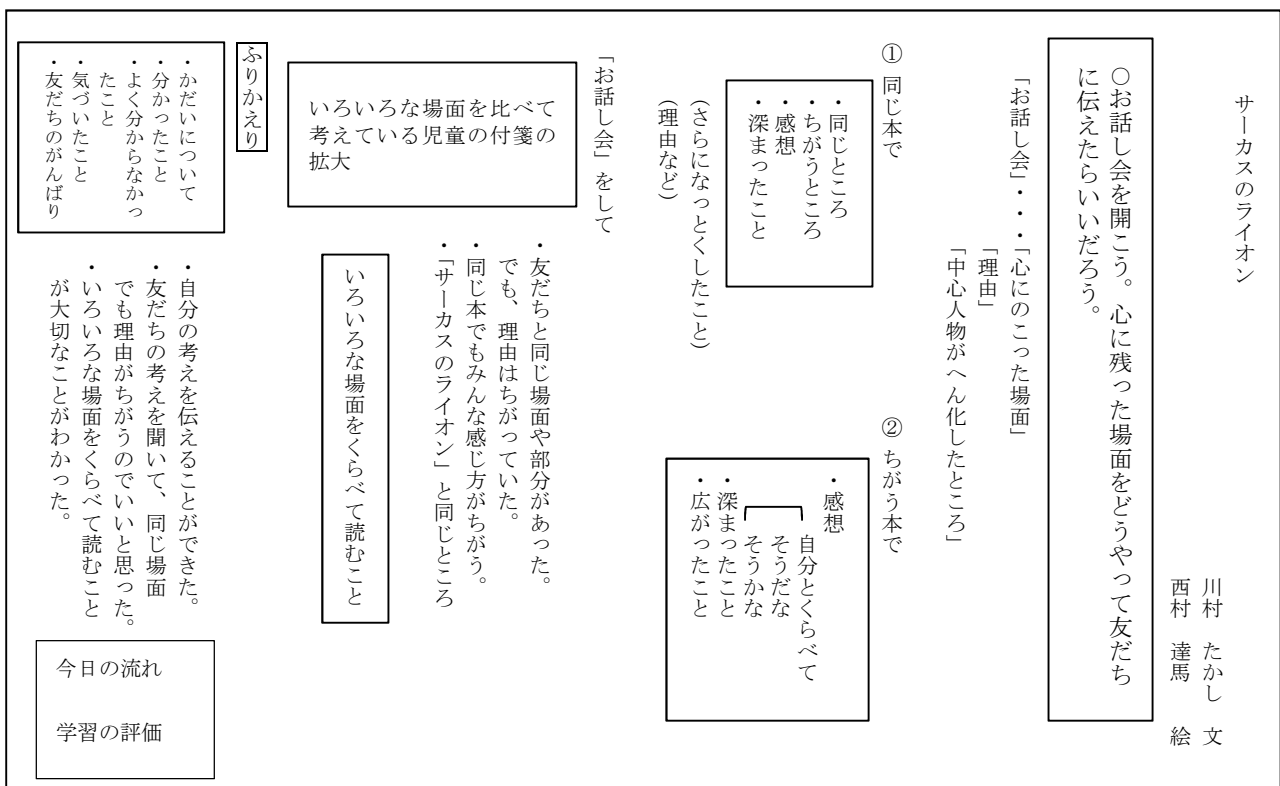 サーカスのライオン
川村　たかし　文
西村　達馬　絵
○お話し会を開こう。心に残った場面をどうやって友だち
に伝えたらいいだろう。
「お話し会」・・・「心にのこった場面」
「理由」
「中心人物がへん化したところ」
① 同じ本で
・同じところ
・ちがうところ
・感想
・深まったこと
(さらになっとくしたこと)
(理由など)
② ちがう本で
・感想
自分とくらべて
そうだな
そうかな
・深まったこと
・広がったこと
「お話し会」をして
いろいろな場面を比べて
考えている児童の付箋の
拡大
・友だちと同じ場面や部分があった。
でも、理由はちがっていた。
・同じ本でもみんな感じ方がちがう。
・「サーカスのライオン」と同じところ
いろいろな場面をくらべて読むこと
ふりかえり
・かだいについて
・分かったこと
・よく分からなかっ
たこと
・気づいたこと
・友だちのがんばり
・自分の考えを伝えることができた。
・友だちの考えを聞いて、同じ場面
でも理由がちがうのでいいと思った。
・いろいろな場面をくらべて読むこと
が大切なことがわかった。
今日の流れ
学習の評価